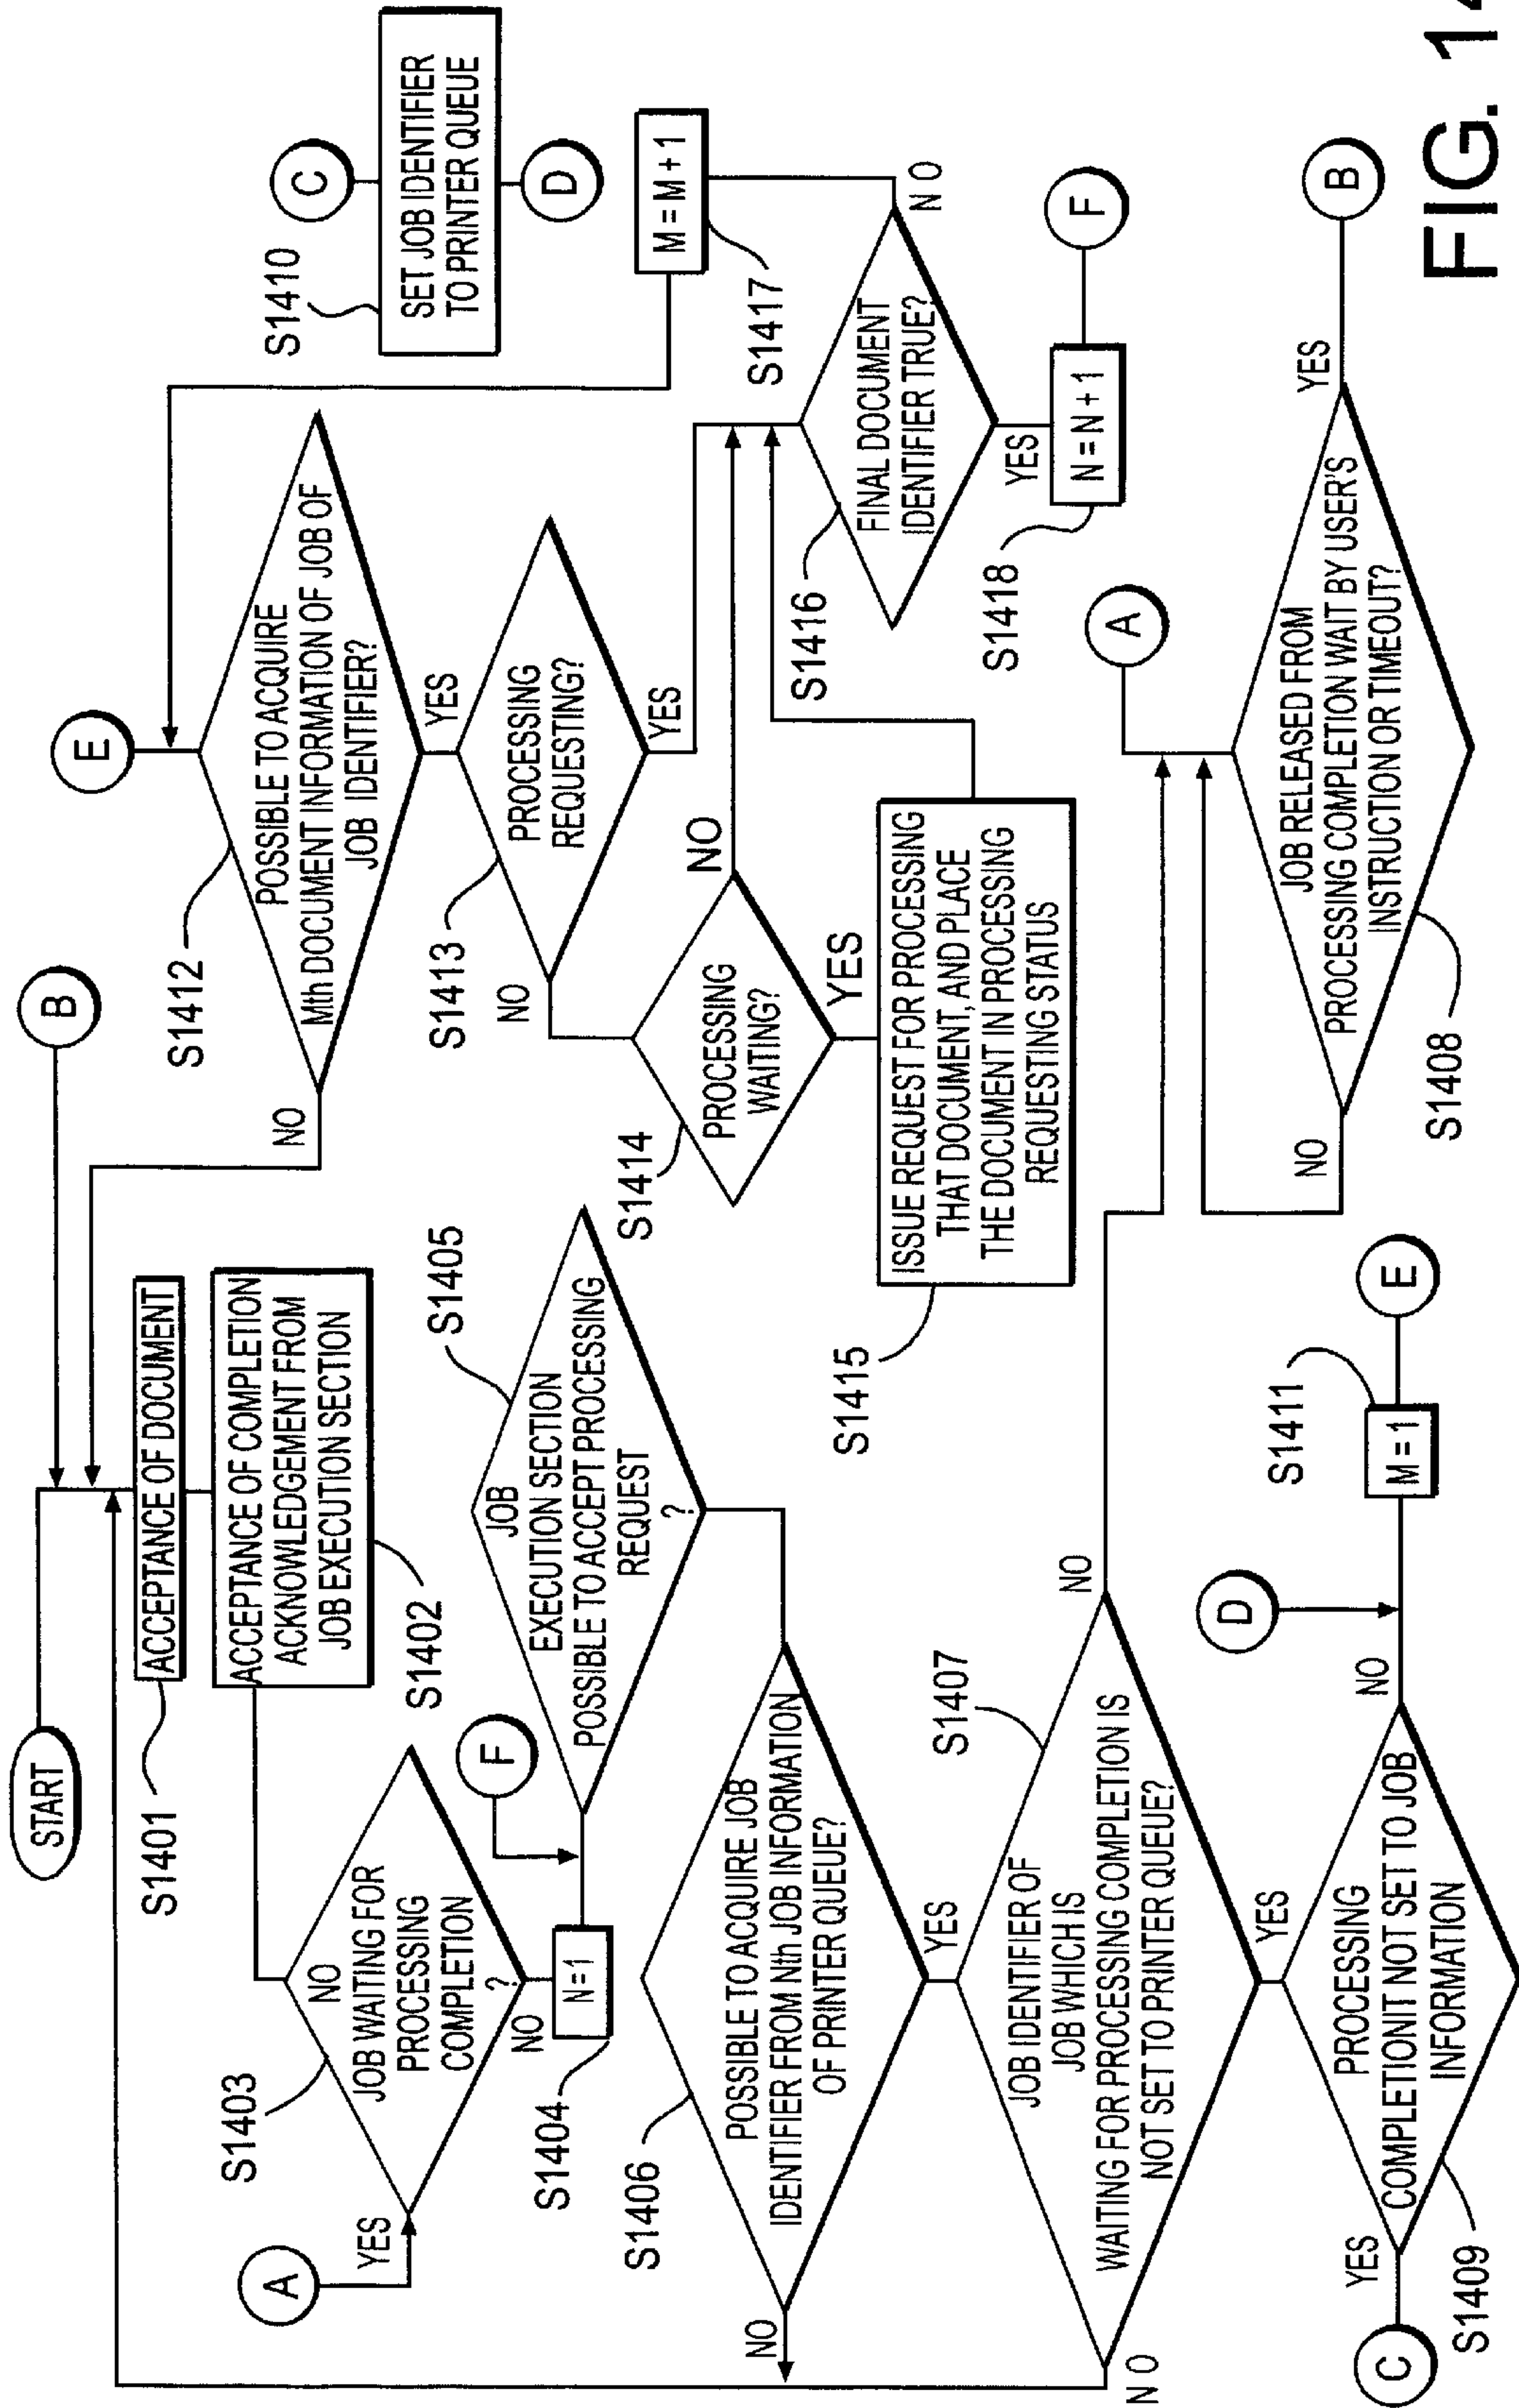 START
B
S1401
ACCEPTANCE OF DOCUMENT
ACCEPTANCE OF COMPLETION
ACKNOWLEDGEMENT FROM
JOB EXECUTION SECTION
S1402
A
YES
S1403
NO
JOB WAITING FOR
PROCESSING
COMPLETION
?
NO
S1404
N = 1
F
S1405
JOB
EXECUTION SECTION
POSSIBLE TO ACCEPT PROCESSING
REQUEST
?
S1406
POSSIBLE TO ACQUIRE JOB
IDENTIFIER FROM Nth JOB INFORMATION
OF PRINTER QUEUE?
NO
YES
S1407
JOB IDENTIFIER OF
JOB WHICH IS
WAITING FOR PROCESSING COMPLETION IS
NOT SET TO PRINTER QUEUE?
N O
NO
YES
PROCESSING
COMPLETIONIT NOT SET TO JOB
INFORMATION
S1409
YES
C
NO
D
S1411
M = 1
E
E
S1412
POSSIBLE TO ACQUIRE
Mth DOCUMENT INFORMATION OF JOB OF
JOB IDENTIFIER?
NO
YES
S1413
PROCESSING
REQUESTING?
NO
YES
S1414
PROCESSING
WAITING?
NO
YES
S1415
ISSUE REQUEST FOR PROCESSING
THAT DOCUMENT, AND PLACE
THE DOCUMENT IN PROCESSING
REQUESTING STATUS
C
S1410
SET JOB IDENTIFIER
TO PRINTER QUEUE
D
M = M + 1
S1417
S1416
FINAL DOCUMENT
IDENTIFIER TRUE?
N O
YES
S1418
N = N + 1
F
A
JOB RELEASED FROM
PROCESSING COMPLETION WAIT BY USER'S
INSTRUCTION OR TIMEOUT?
S1408
NO
YES
B
FIG. 14